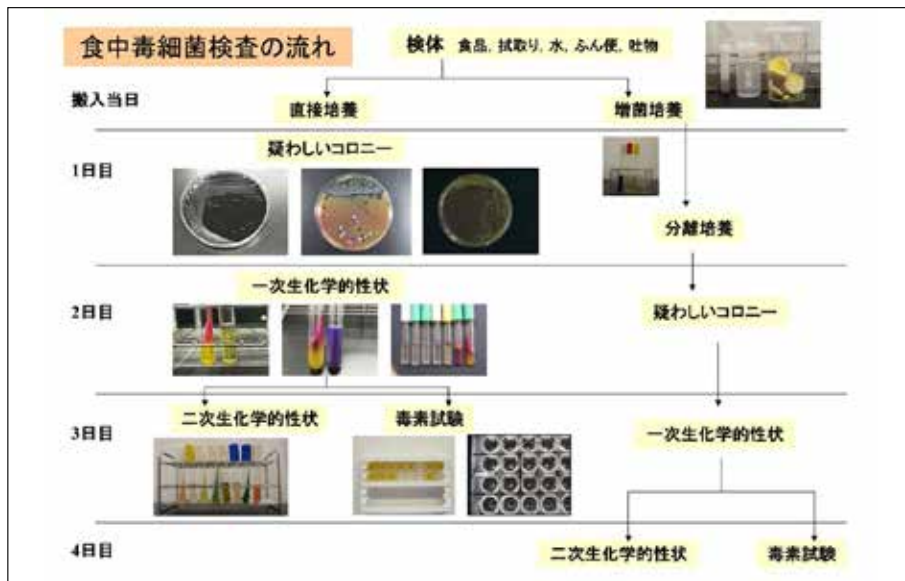 食中毒細菌検査の流れ
検体 食品, 拭取り, 水, ふん便, 吐物
搬入当日
直接培養
増菌培養
1日目
疑わしいコロニー
分離培養
2日目
一次生化学的性状
疑わしいコロニー
3日目
二次生化学的性状
毒素試験
一次生化学的性状
4日目
二次生化学的性状
毒素試験